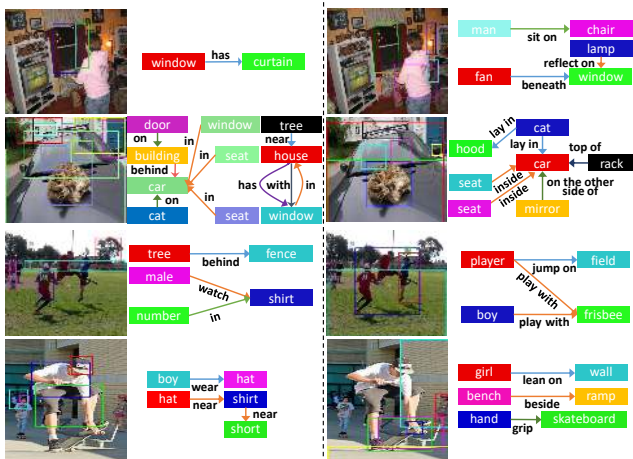 window has curtain
man sit on chair
lamp
reflect on
fan beneath window
door window tree
on in near
building seat house
behind in has with in
car
on in
cat seat window
cat
lay in
hood lay in top of
car rack
seat inside on the other
inside side of
seat mirror
tree behind fence
male
watch shirt
number in
player jump on field
play with
boy play with frisbee
boy wear hat
hat near shirt
near
short
girl lean on wall
bench beside ramp
hand grip skateboard